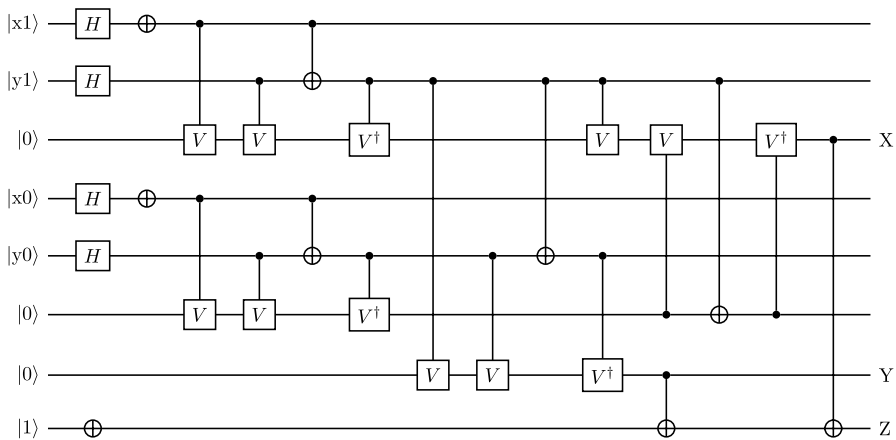 |x1⟩ H
|y1⟩ H
|0⟩ V V V† V V V† X
|x0⟩ H
|y0⟩ H
|0⟩ V V V†
|0⟩ V V V† Y
|1⟩ Z